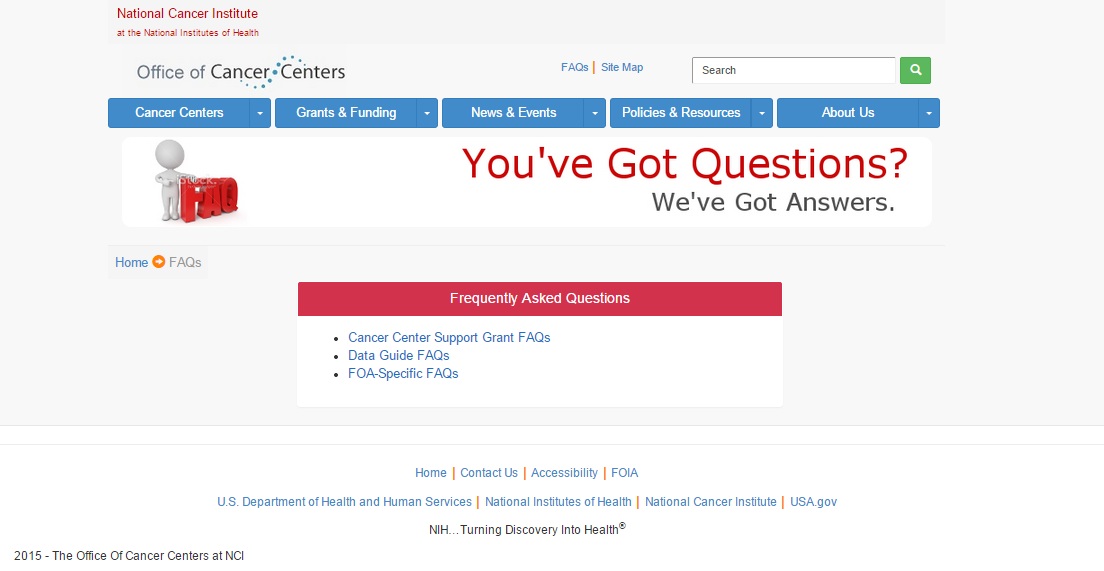 National Cancer Institute
at the National Institutes of Health
Office of Cancer Centers
FAQs | Site Map
Search
Cancer Centers
Grants & Funding
News & Events
Policies & Resources
About Us
You've Got Questions?
We've Got Answers.
FAQ
Home FAQs
Frequently Asked Questions
Cancer Center Support Grant FAQs
Data Guide FAQs
FOA-Specific FAQs
Home | Contact Us | Accessibility | FOIA
U.S. Department of Health and Human Services | National Institutes of Health | National Cancer Institute | USA.gov
NIH...Turning Discovery Into Health®
2015 - The Office Of Cancer Centers at NCI